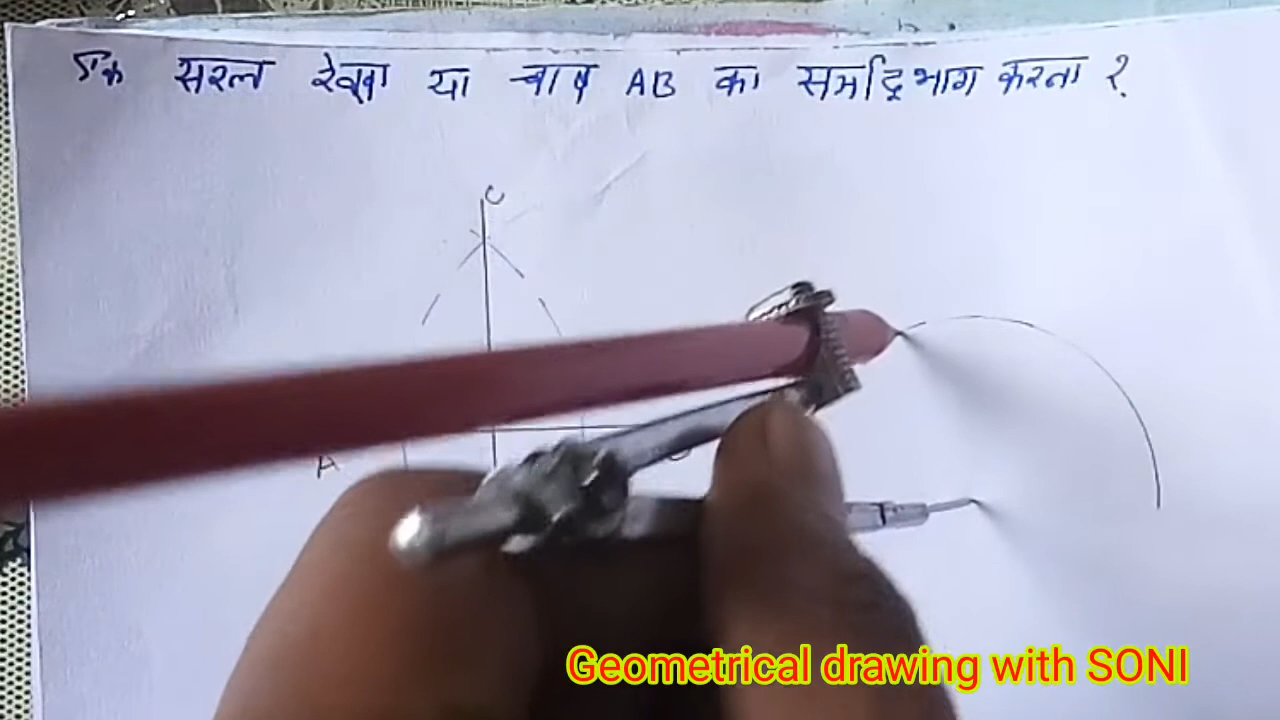 एक सरल रेखा या चाप AB का समद्विभाग करना ?
C
A
Geometrical drawing with SONI